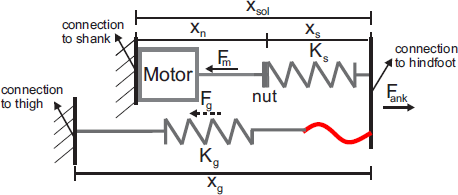 x_sol
connection
to shank
x_n
x_s
K_s
connection
to hindfoot
Motor
F_m
nut
F_ank
connection
to thigh
F_g
K_g
x_g